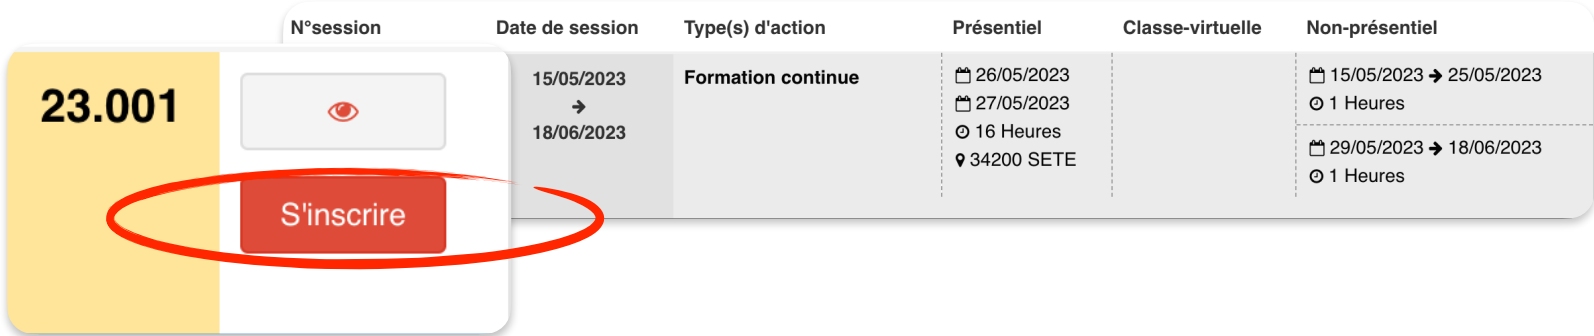 N°session
Date de session
Type(s) d'action
Présentiel
Classe-virtuelle
Non-présentiel
23.001
S'inscrire
15/05/2023
18/06/2023
Formation continue
26/05/2023
27/05/2023
16 Heures
34200 SETE
15/05/2023 → 25/05/2023
1 Heures
29/05/2023 → 18/06/2023
1 Heures